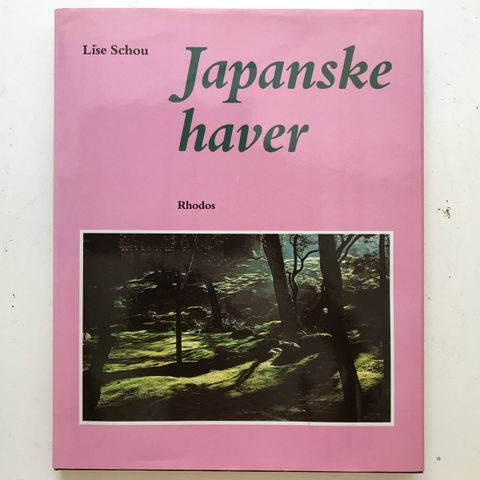 Lise Schou
Japanske
haver
Rhodos